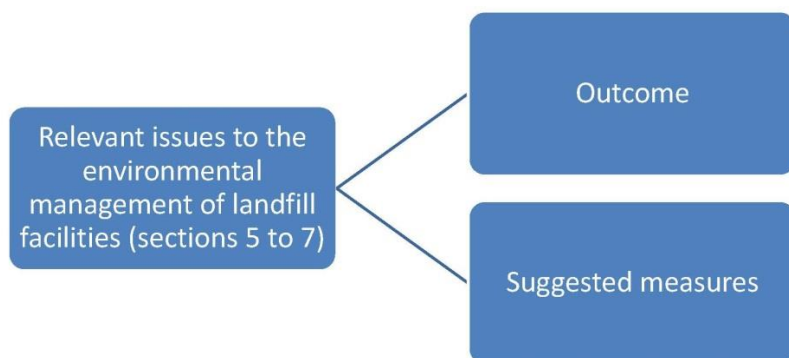 Relevant issues to the
environmental
management of landfill
facilities (sections 5 to 7)
Outcome
Suggested measures